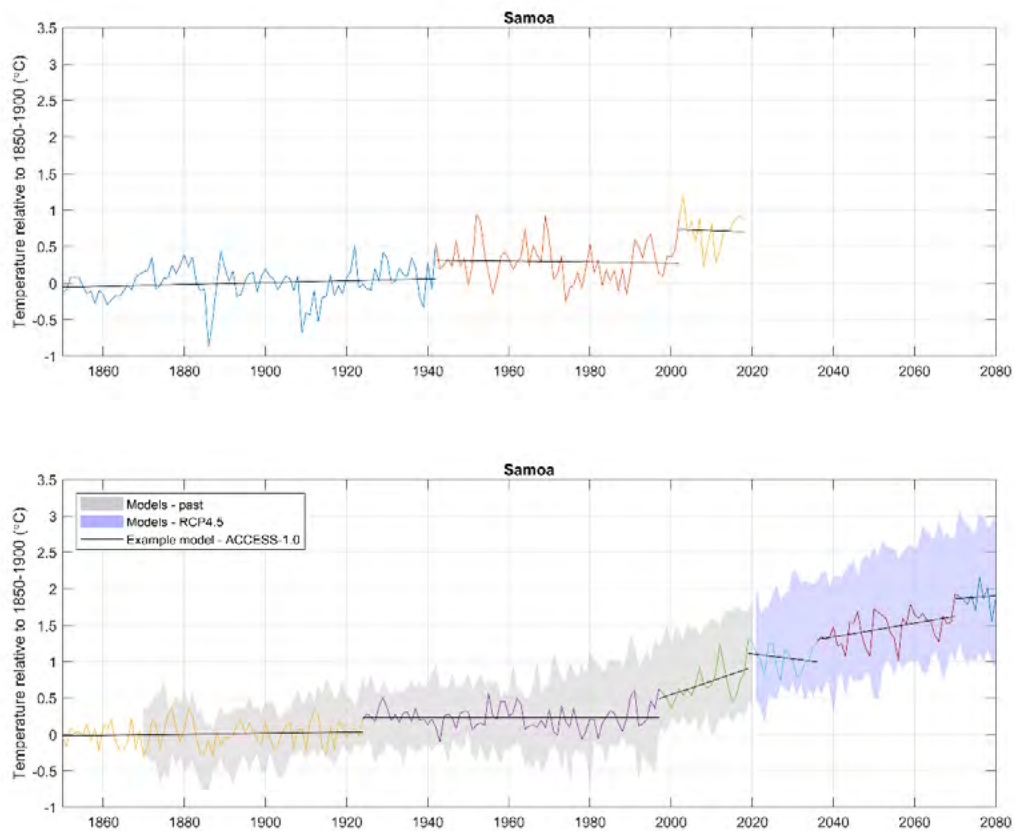 Samoa
Temperature relative to 1850-1900 (°C)
3.5
3
2.5
2
1.5
1
0.5
0
-0.5
-1
1860 1880 1900 1920 1940 1960 1980 2000 2020 2040 2060 2080
Samoa
Temperature relative to 1850-1900 (°C)
3.5
3
2.5
2
1.5
1
0.5
0
-0.5
-1
Models - past
Models - RCP4.5
Example model - ACCESS-1.0
1860 1880 1900 1920 1940 1960 1980 2000 2020 2040 2060 2080